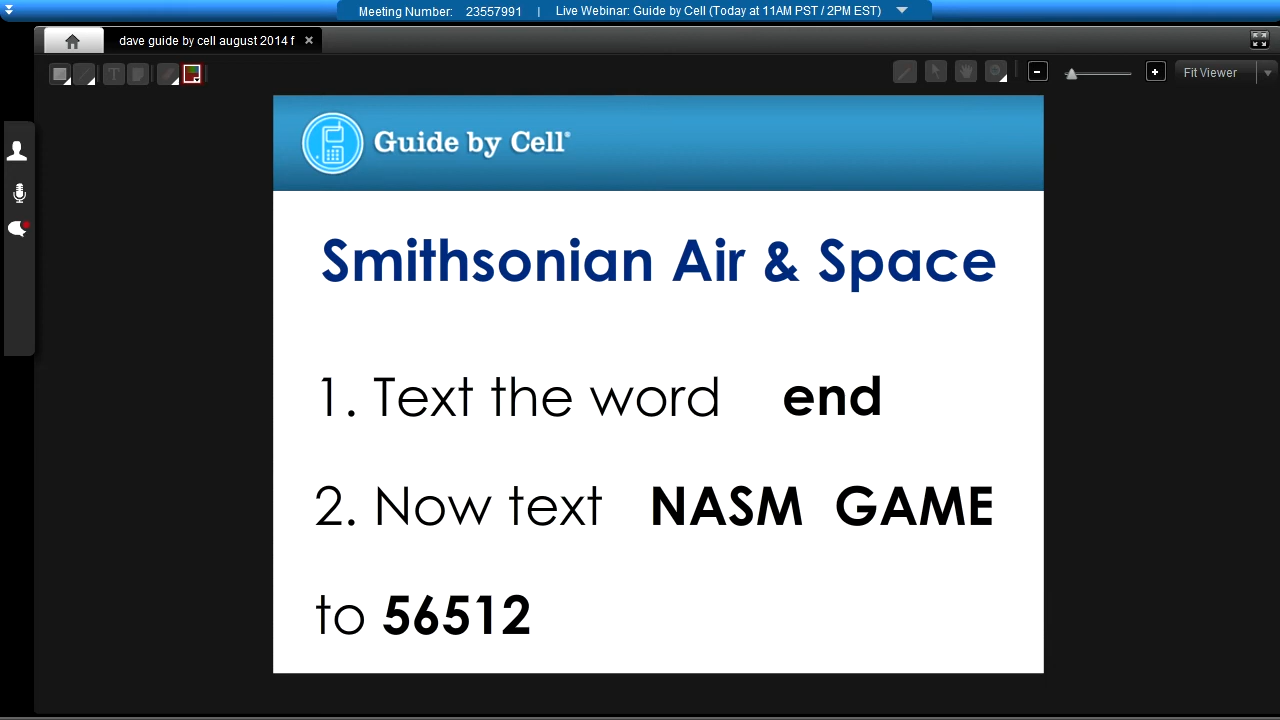 Meeting Number: 23557991 | Live Webinar: Guide by Cell (Today at 11AM PST / 2PM EST)
dave guide by cell august 2014 f ×
T
Fit Viewer
Guide by Cell®
Smithsonian Air & Space
1. Text the word end
2. Now text NASM GAME
to 56512